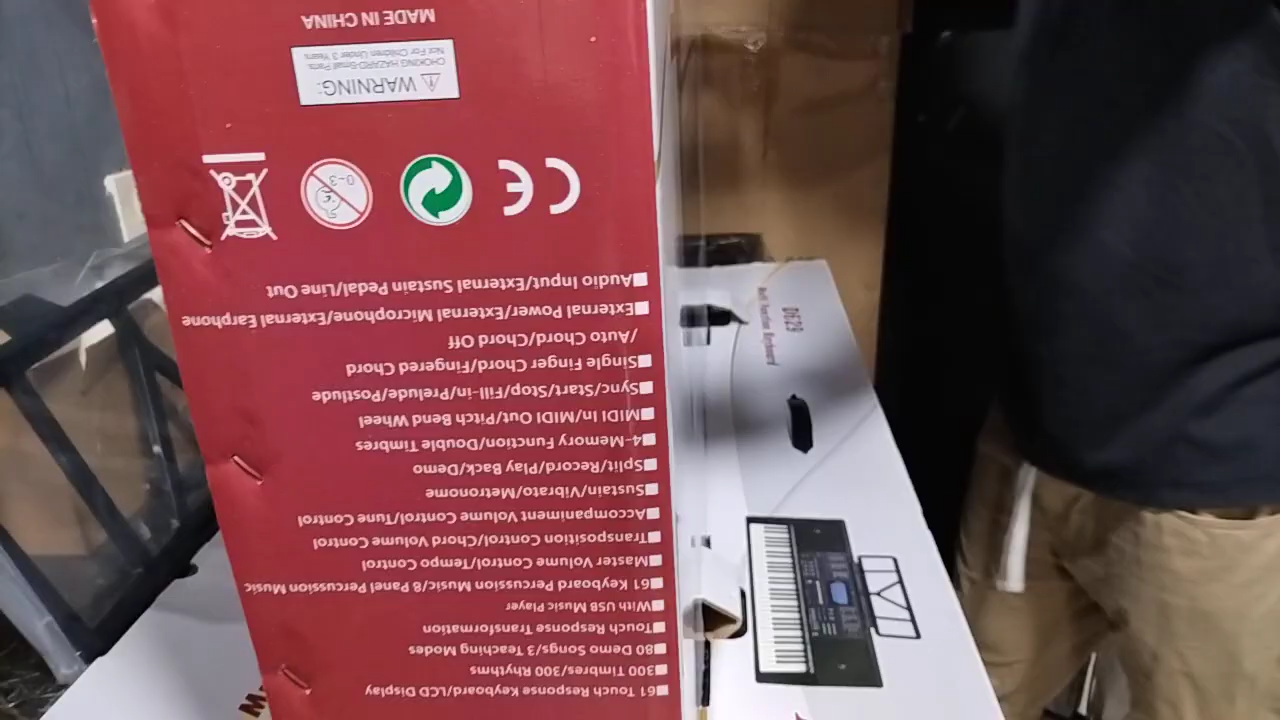 ■61 Touch Response Keyboard/LCD Display
■300 Timbres/300 Rhythms
■80 Demo Songs/3 Teaching Modes
■Touch Response Transformation
■With USB Music Player
■61 Keyboard Percussion Music/8 Panel Percussion Music
■Master Volume Control/Tempo Control
■Transposition Control/Chord Volume Control
■Accompaniment Volume Control/Tune Control
■Sustain/Vibrato/Metronome
■Split/Record/Play Back/Demo
■4-Memory Function/Double Timbres
■MIDI In/MIDI Out/Pitch Bend Wheel
■Sync/Start/Stop/Fill-in/Prelude/Postlude
■Single Finger Chord/Fingered Chord
/Auto Chord/Chord Off
■External Power/External Microphone/External Earphone
■Audio Input/External Sustain Pedal/Line Out
CE
0-3
WARNING:
CHOKING HAZARD-Small Parts
Not For Children Under 3 Years
MADE IN CHINA
Keyboard